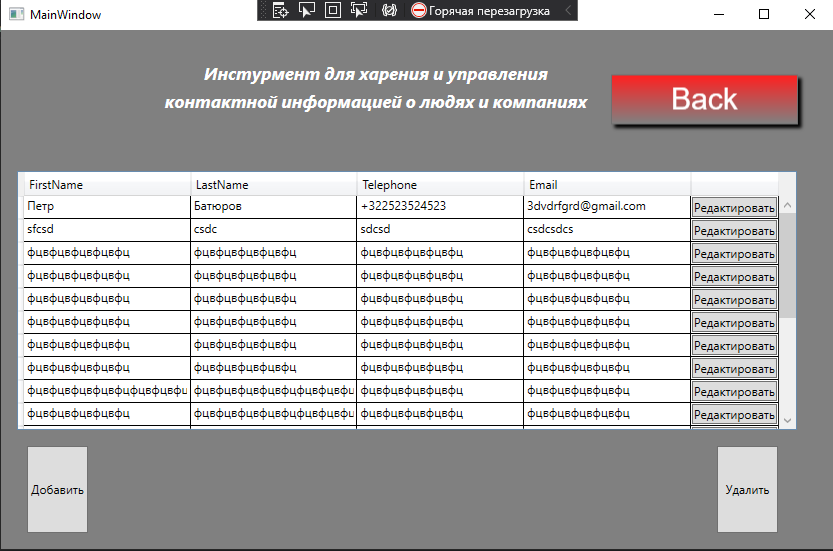 MainWindow
Горячая перезагрузка
Инстурмент для харения и управления
контактной информацией о людях и компаниях
Back
FirstName LastName Telephone Email
Петр Батюров +322523524523 3dvdrfgrd@gmail.com Редактировать
sfcsd csdc sdcsd csdcsdcs Редактировать
фцвфцвфцвфцвфц фцвфцвфцвфцвфц фцвфцвфцвфцвфц фцвфцвфцвфцвфц Редактировать
фцвфцвфцвфцвфц фцвфцвфцвфцвфц фцвфцвфцвфцвфц фцвфцвфцвфцвфц Редактировать
фцвфцвфцвфцвфц фцвфцвфцвфцвфц фцвфцвфцвфцвфц фцвфцвфцвфцвфц Редактировать
фцвфцвфцвфцвфц фцвфцвфцвфцвфц фцвфцвфцвфцвфц фцвфцвфцвфцвфц Редактировать
фцвфцвфцвфцвфц фцвфцвфцвфцвфц фцвфцвфцвфцвфц фцвфцвфцвфцвфц Редактировать
фцвфцвфцвфцвфц фцвфцвфцвфцвфц фцвфцвфцвфцвфц фцвфцвфцвфцвфц Редактировать
фцвфцвфцвфцвфцфцвфцвфц фцвфцвфцвфцвфцфцвфцвфц фцвфцвфцвфцвфц фцвфцвфцвфцвфц Редактировать
фцвфцвфцвфцвфц фцвфцвфцвфцвфцфцвфцвфц фцвфцвфцвфцвфц фцвфцвфцвфцвфц Редактировать
Добавить Удалить